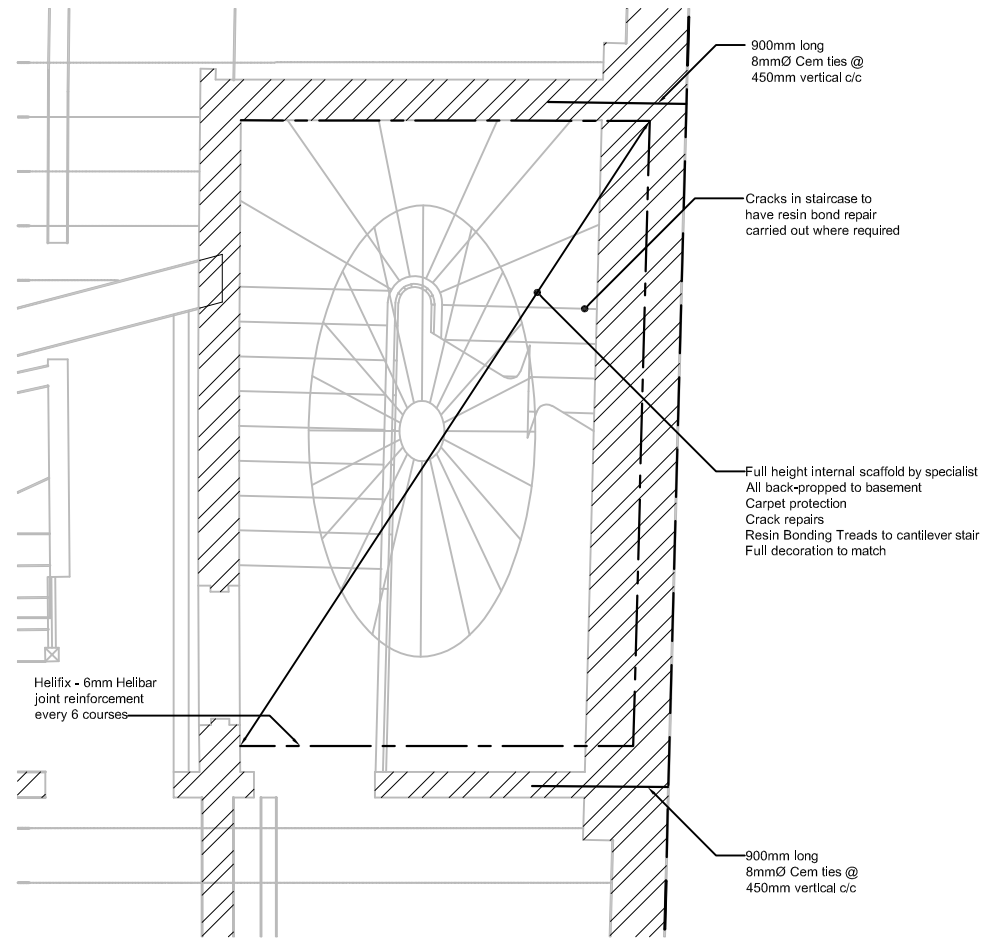 900mm long
8mmØ Cem ties @
450mm vertical c/c
Cracks in staircase to
have resin bond repair
carried out where required
Full height internal scaffold by specialist
All back-propped to basement
Carpet protection
Crack repairs
Resin Bonding Treads to cantilever stair
Full decoration to match
Helifix - 6mm Helibar
joint reinforcement
every 6 courses
900mm long
8mmØ Cem ties @
450mm vertical c/c